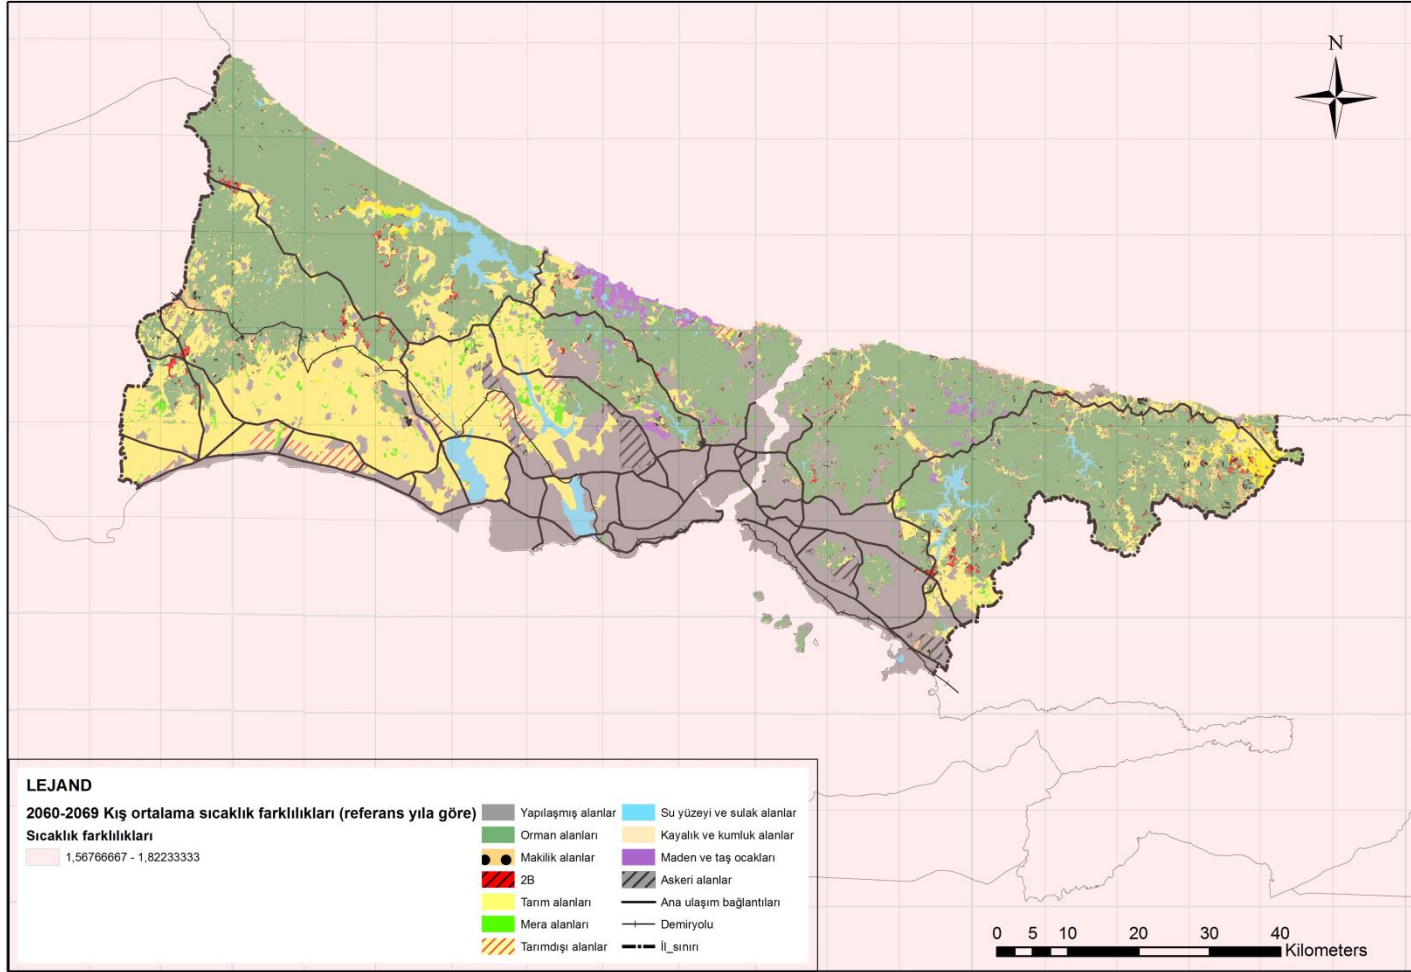 N
LEJAND
2060-2069 Kış ortalama sıcaklık farklılıkları (referans yıla göre)
Sıcaklık farklılıkları
1,56766667 - 1,82233333
Yapılaşmış alanlar
Orman alanları
Makilik alanlar
2B
Tarım alanları
Mera alanları
Tarımdışı alanlar
Su yüzeyi ve sulak alanlar
Kayalık ve kumluk alanlar
Maden ve taş ocakları
Askeri alanlar
Ana ulaşım bağlantıları
Demiryolu
İl_sınırı
0 5 10 20 30 40
Kilometers